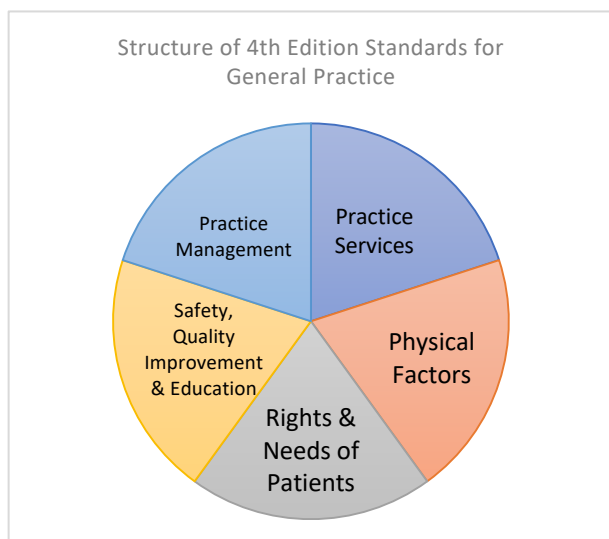 Structure of 4th Edition Standards for
General Practice
Practice
Services
Physical
Factors
Rights &
Needs of
Patients
Safety,
Quality
Improvement
& Education
Practice
Management